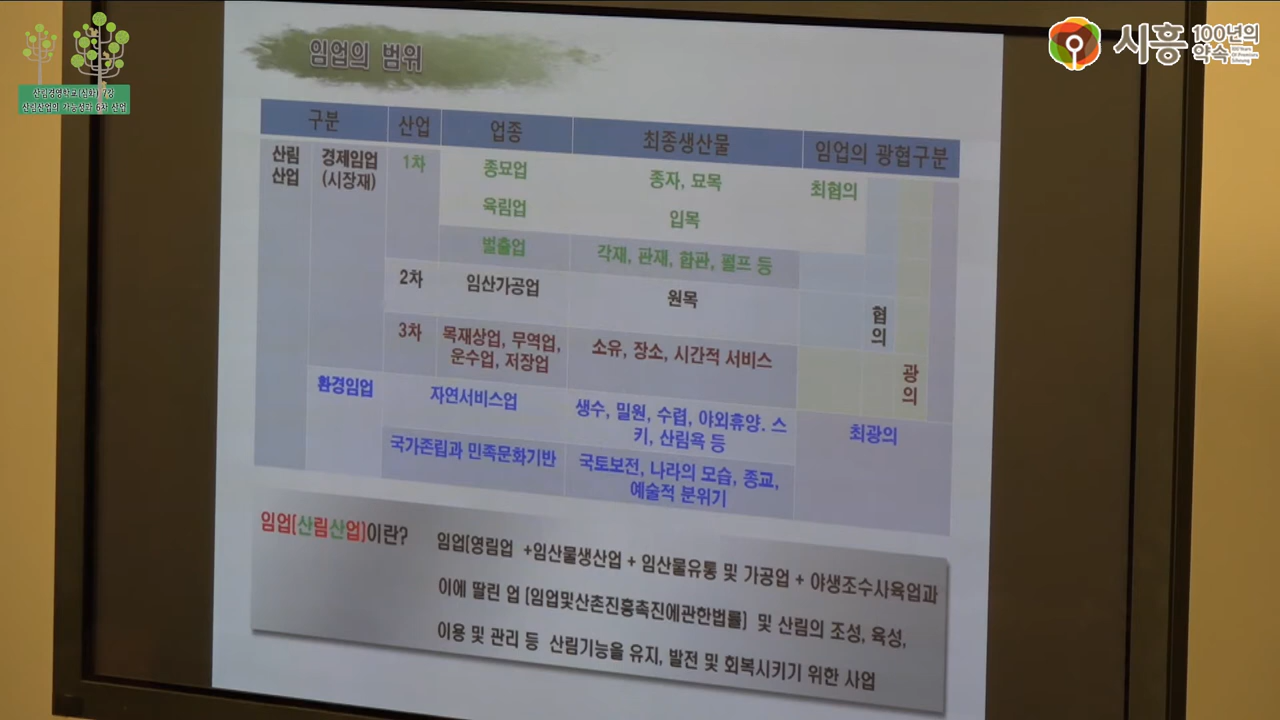 산림경영학교(심화) 7강
산림산업의 가능성과 6차 산업
시흥
100년의
약속
임업의 범위
구분 산업 업종 최종생산물 임업의 광협구분
산림
산업
경제임업
(시장재)
1차 종묘업 종자, 묘목 최협의
육림업 입목
벌출업 각재, 판재, 합판, 펄프 등
2차 임산가공업 원목
협
의
3차 목재상업, 무역업,
운수업, 저장업
소유, 장소, 시간적 서비스
광
의
환경임업 자연서비스업 생수, 밀원, 수렵, 야외휴양. 스
키, 산림욕 등
최광의
국가존립과 민족문화기반 국토보전, 나라의 모습, 종교,
예술적 분위기
임업(산림산업)이란? 임업(영림업 +임산물생산업 + 임산물유통 및 가공업 + 야생조수사육업과
이에 딸린 업 (임업및산촌진흥촉진에관한법률) 및 산림의 조성, 육성,
이용 및 관리 등 산림기능을 유지, 발전 및 회복시키기 위한 사업